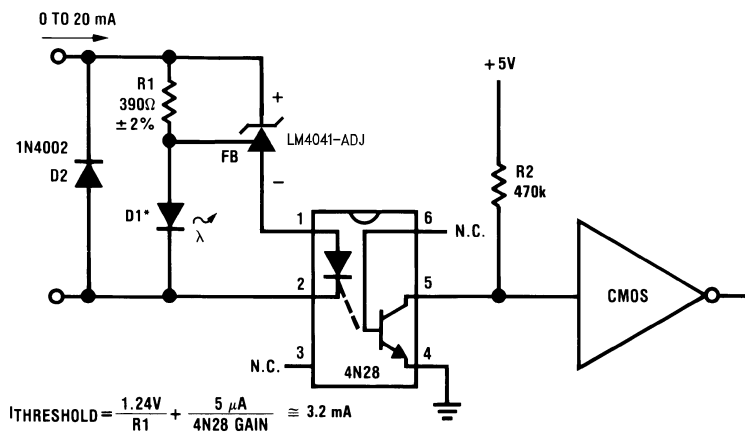 0 TO 20 mA
R1
390Ω
±2%
+
LM4041-ADJ
FB
−
1N4002
D2
D1*
λ
+5V
R2
470k
1
6
N.C.
2
5
CMOS
3
N.C.
4
4N28
ITHRESHOLD = 1.24V / R1 + 5 μA / 4N28 GAIN ≅ 3.2 mA